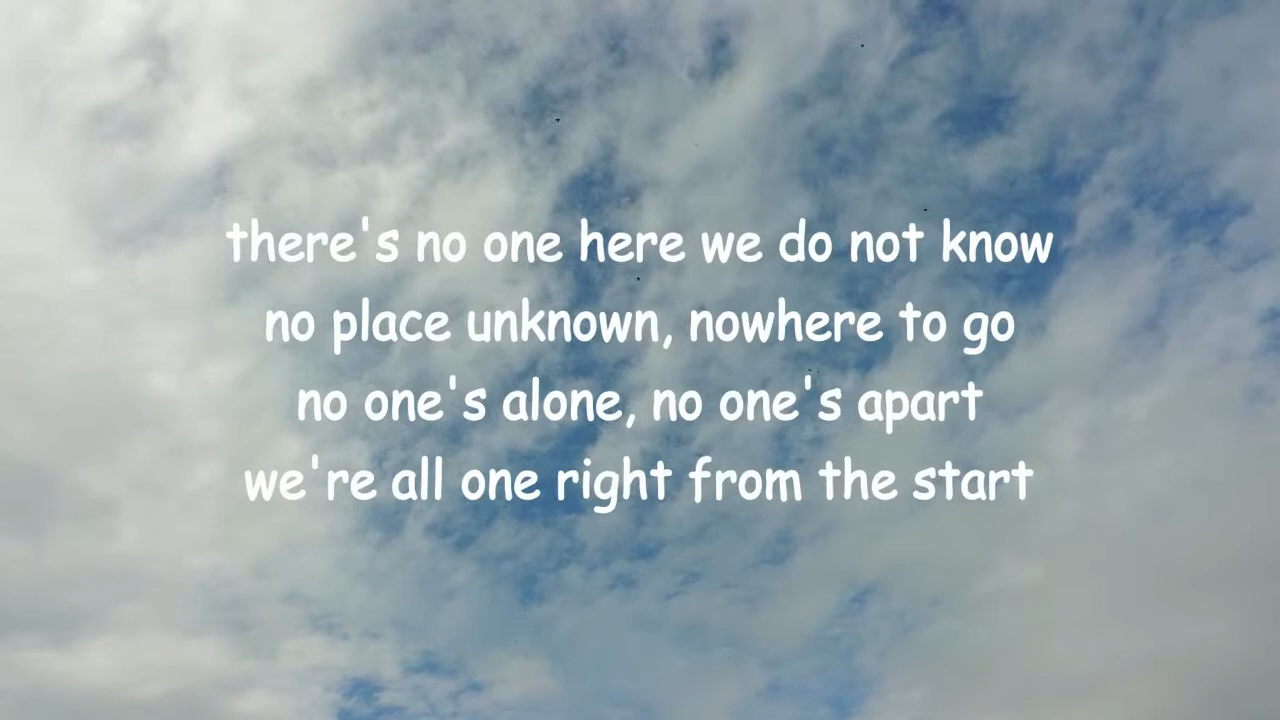 there's no one here we do not know
no place unknown, nowhere to go
no one's alone, no one's apart
we're all one right from the start